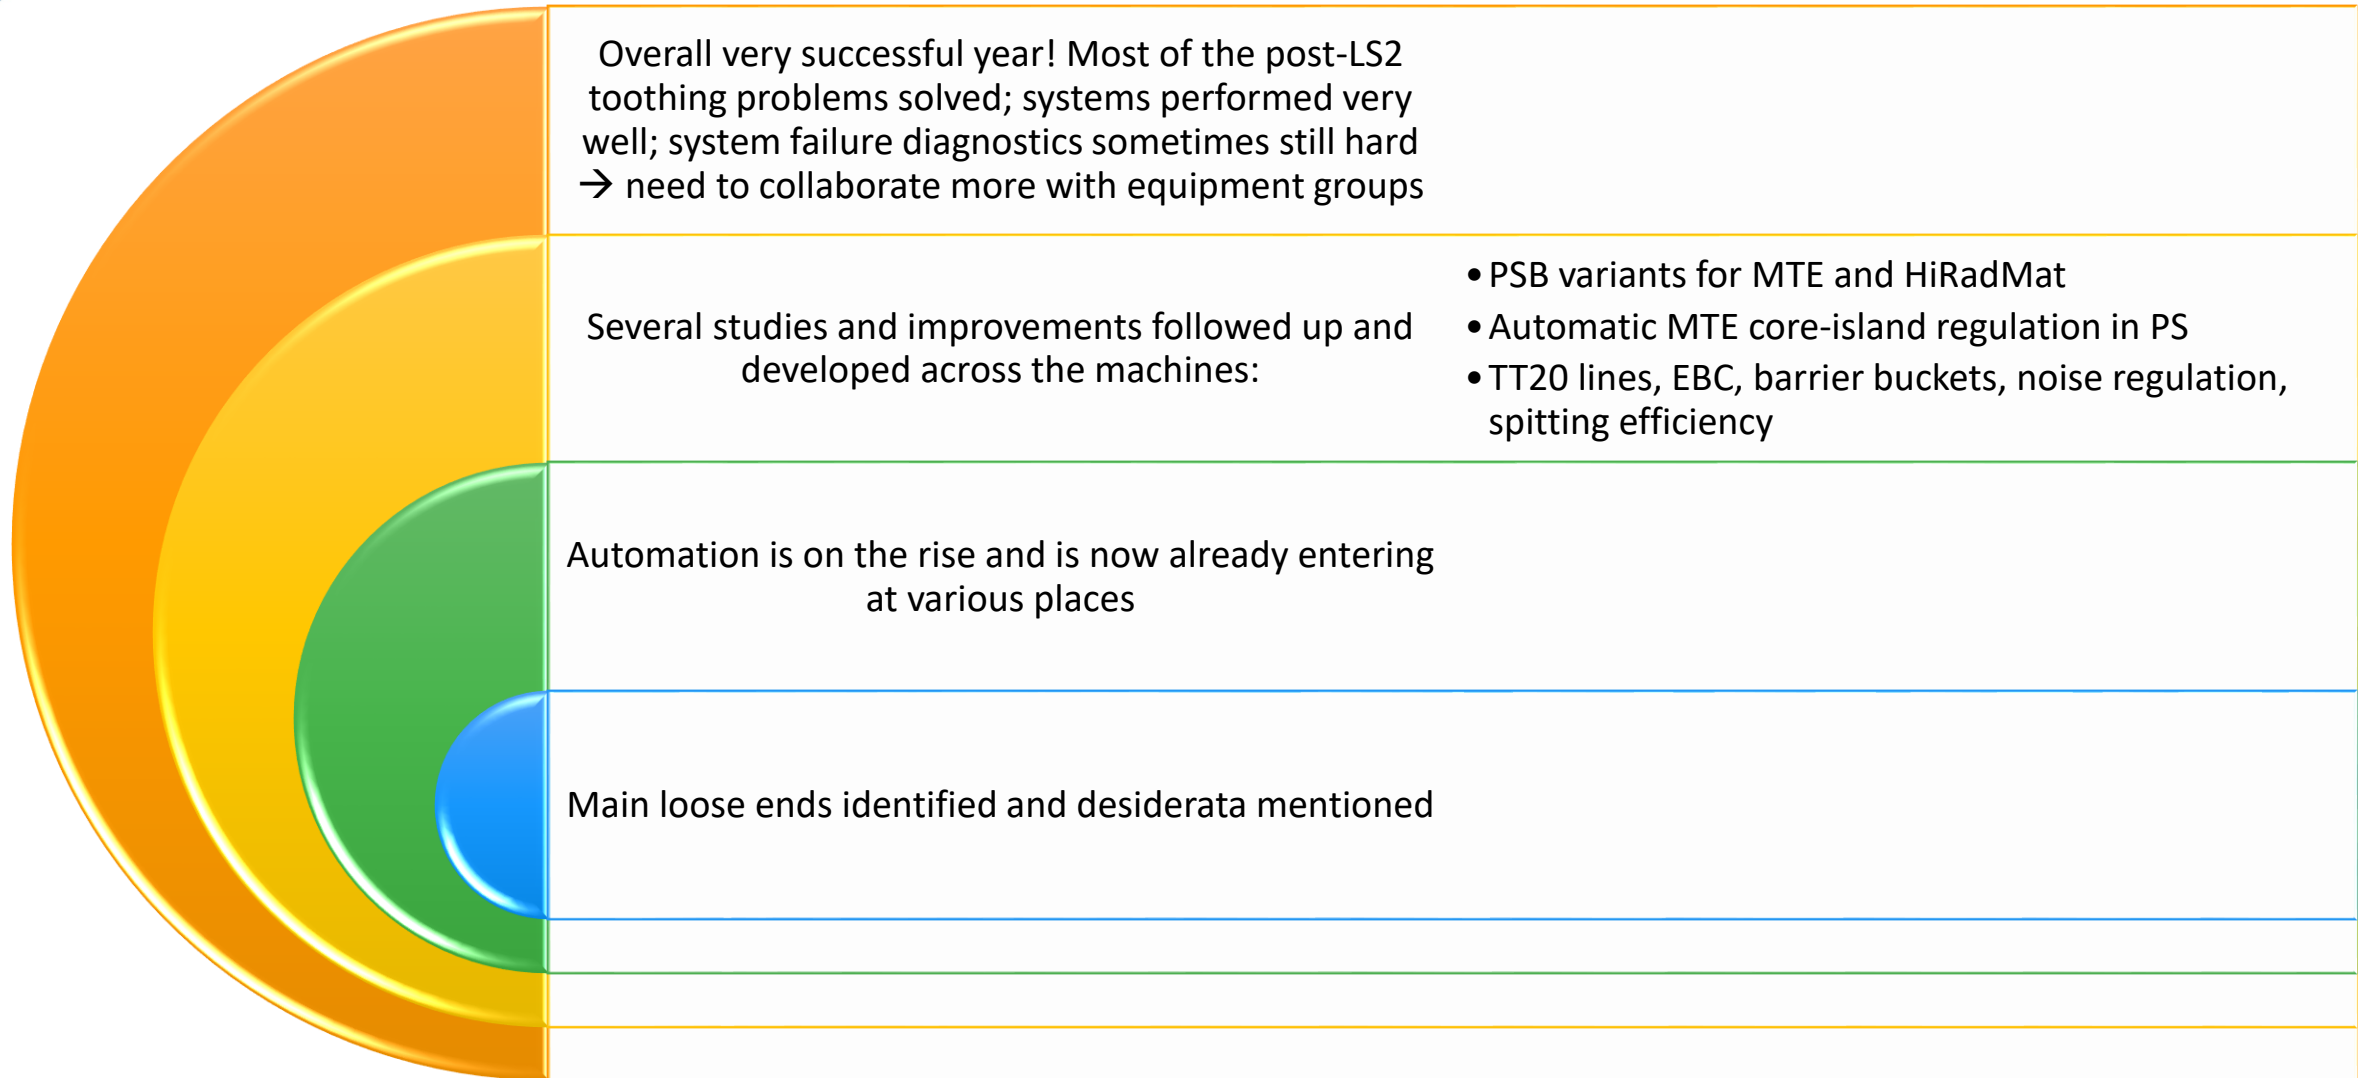 Overall very successful year! Most of the post-LS2
toothing problems solved; systems performed very
well; system failure diagnostics sometimes still hard
→ need to collaborate more with equipment groups
Several studies and improvements followed up and
developed across the machines:
• PSB variants for MTE and HiRadMat
• Automatic MTE core-island regulation in PS
• TT20 lines, EBC, barrier buckets, noise regulation,
spitting efficiency
Automation is on the rise and is now already entering
at various places
Main loose ends identified and desiderata mentioned